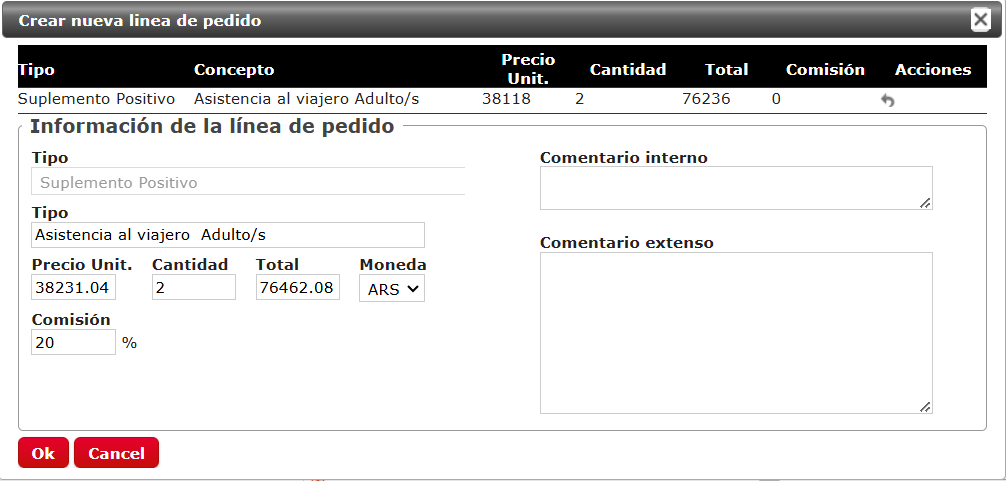 Crear nueva linea de pedido
Tipo Concepto Precio Unit. Cantidad Total Comisión Acciones
Suplemento Positivo Asistencia al viajero Adulto/s 38118 2 76236 0
Información de la línea de pedido
Tipo
Suplemento Positivo
Tipo
Asistencia al viajero  Adulto/s
Precio Unit. Cantidad Total Moneda
38231.04 2 76462.08 ARS
Comisión
20 %
Comentario interno
Comentario extenso
Ok Cancel